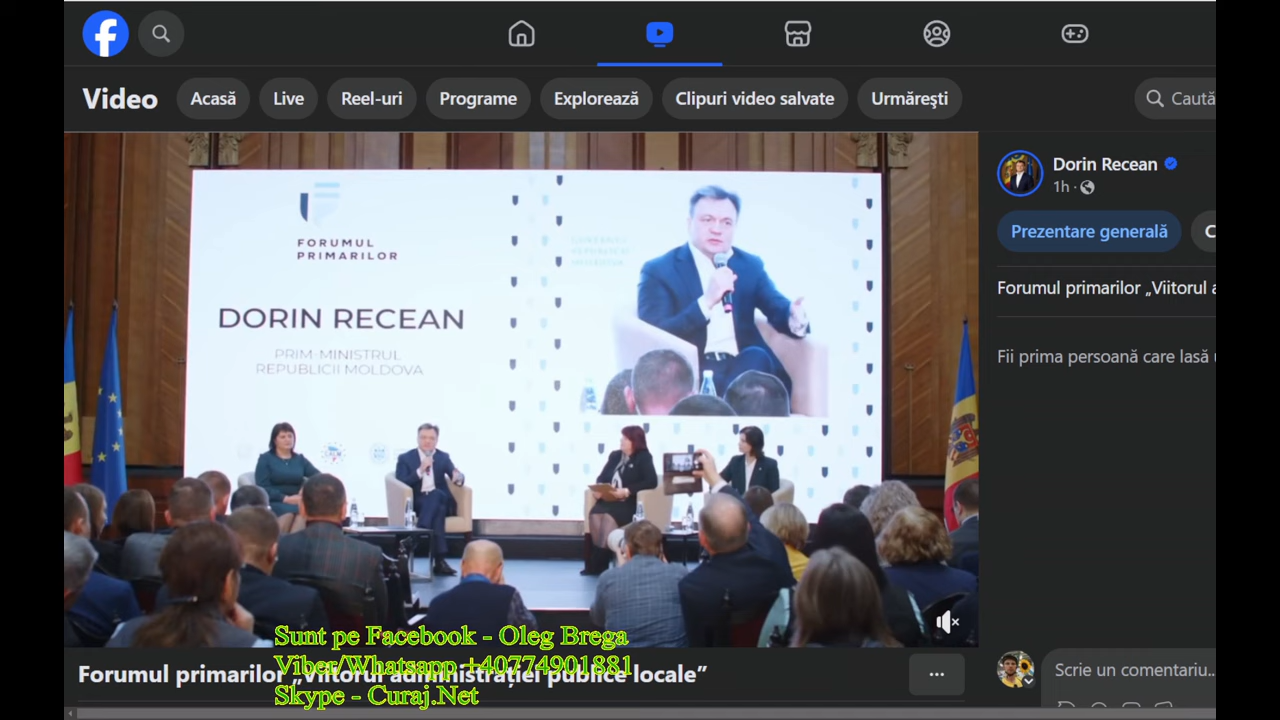 Video
Acasă
Live
Reel-uri
Programe
Explorează
Clipuri video salvate
Urmărești
Caută
FORUMUL
PRIMARILOR
DORIN RECEAN
PRIM-MINISTRUL
REPUBLICII MOLDOVA
Dorin Recean
1h ·
Prezentare generală
C
Forumul primarilor „Viitorul a
Fii prima persoană care lasă
Scrie un comentariu...
Forumul primarilor „Viitorul administrației publice locale”
Sunt pe Facebook - Oleg Brega
Viber/Whatsapp +40774901881
Skype - Curaj.Net